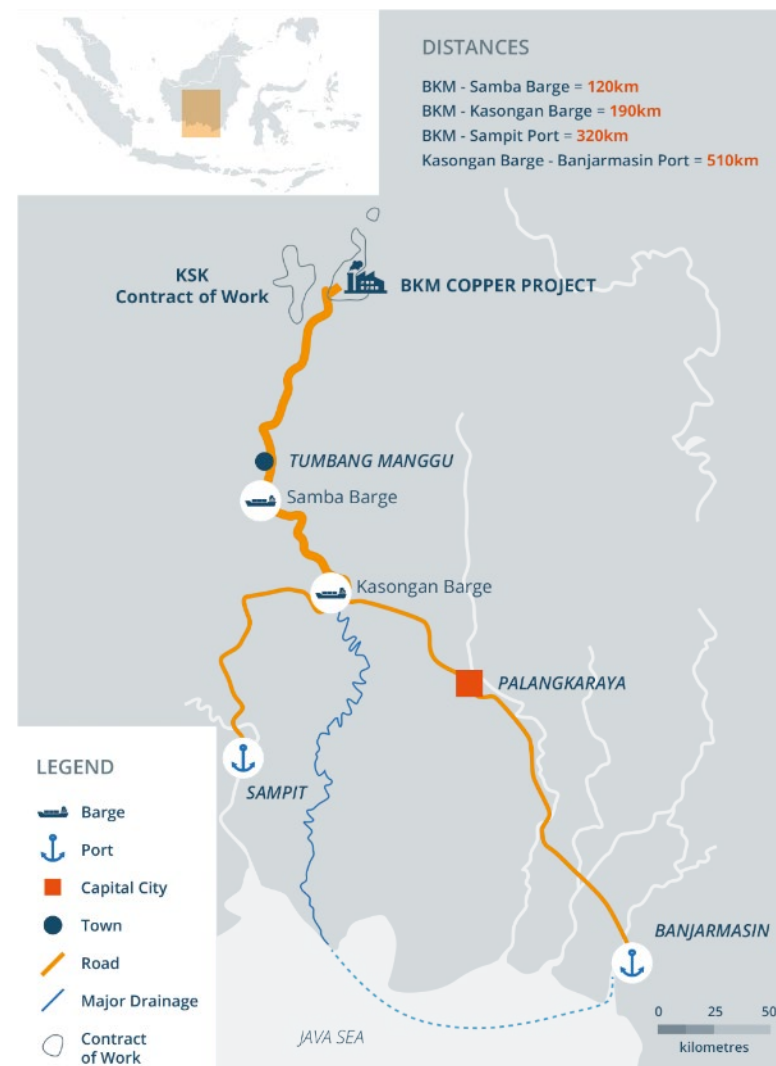 DISTANCES
BKM - Samba Barge = 120km
BKM - Kasongan Barge = 190km
BKM - Sampit Port = 320km
Kasongan Barge - Banjarmasin Port = 510km
KSK
Contract of Work
BKM COPPER PROJECT
TUMBANG MANGGU
Samba Barge
Kasongan Barge
PALANGKARAYA
SAMPIT
BANJARMASIN
JAVA SEA
LEGEND
Barge
Port
Capital City
Town
Road
Major Drainage
Contract
of Work
0 25 50
kilometres